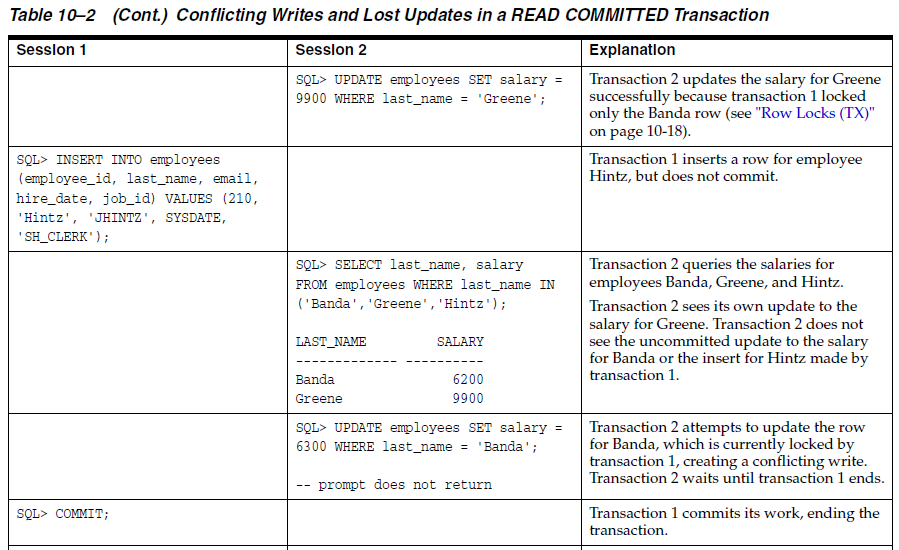 Table 10–2 (Cont.) Conflicting Writes and Lost Updates in a READ COMMITTED Transaction
Session 1 Session 2 Explanation
SQL> UPDATE employees SET salary =
9900 WHERE last_name = 'Greene';
Transaction 2 updates the salary for Greene
successfully because transaction 1 locked
only the Banda row (see "Row Locks (TX)"
on page 10-18).
SQL> INSERT INTO employees
(employee_id, last_name, email,
hire_date, job_id) VALUES (210,
'Hintz', 'JHINTZ', SYSDATE,
'SH_CLERK');
Transaction 1 inserts a row for employee
Hintz, but does not commit.
SQL> SELECT last_name, salary
FROM employees WHERE last_name IN
('Banda','Greene','Hintz');
LAST_NAME SALARY
------------- ----------
Banda 6200
Greene 9900
Transaction 2 queries the salaries for
employees Banda, Greene, and Hintz.
Transaction 2 sees its own update to the
salary for Greene. Transaction 2 does not
see the uncommitted update to the salary
for Banda or the insert for Hintz made by
transaction 1.
SQL> UPDATE employees SET salary =
6300 WHERE last_name = 'Banda';
-- prompt does not return
Transaction 2 attempts to update the row
for Banda, which is currently locked by
transaction 1, creating a conflicting write.
Transaction 2 waits until transaction 1 ends.
SQL> COMMIT;
Transaction 1 commits its work, ending the
transaction.